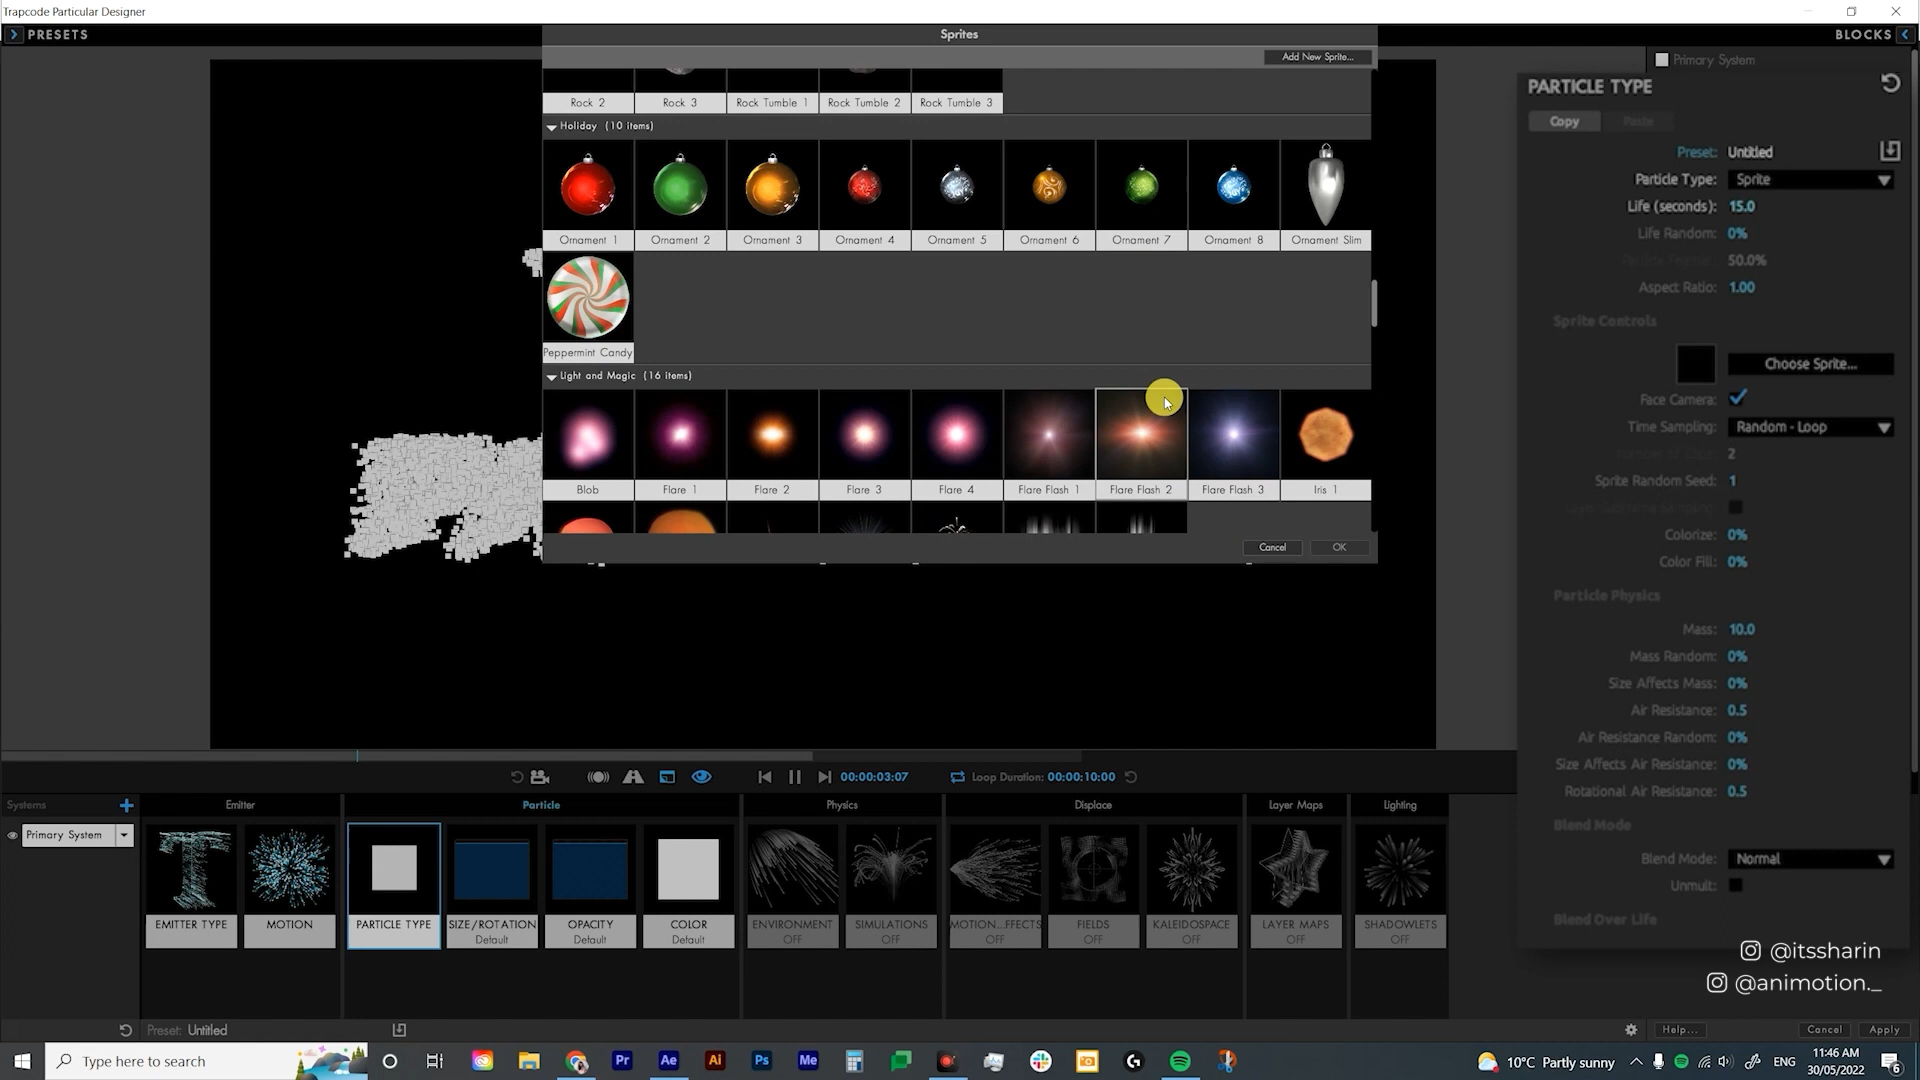 Trapcode Particular Designer
PRESETS
BLOCKS
Sprites
Add New Sprite...
Rock 2
Rock 3
Rock Tumble 1
Rock Tumble 2
Rock Tumble 3
Holiday (10 items)
Ornament 1
Ornament 2
Ornament 3
Ornament 4
Ornament 5
Ornament 6
Ornament 7
Ornament 8
Ornament Slim
Peppermint Candy
Light and Magic (16 items)
Blob
Flare 1
Flare 2
Flare 3
Flare 4
Flare Flash 1
Flare Flash 2
Flare Flash 3
Iris 1
Cancel
OK
Primary System
PARTICLE TYPE
Copy
Paste
Preset: Untitled
Particle Type: Sprite
Life (seconds): 15.0
Life Random: 0%
50.0%
Aspect Ratio: 1.00
Sprite Controls
Choose Sprite...
Face Camera:
Time Sampling: Random - Loop
2
Sprite Random Seed: 1
Colorize: 0%
Color Fill: 0%
Particle Physics
Mass: 10.0
Mass Random: 0%
Size Affects Mass: 0%
Air Resistance: 0.5
Air Resistance Random: 0%
Size Affects Air Resistance: 0%
Rotational Air Resistance: 0.5
Blend Mode
Blend Mode: Normal
Unmult:
Blend Over Life
@itssharin
@animotion._
00:00:03:07
Loop Duration: 00:00:10:00
Systems
Emitter
Particle
Physics
Displace
Layer Maps
Lighting
Primary System
EMITTER TYPE
MOTION
PARTICLE TYPE
SIZE/ROTATION
Default
OPACITY
Default
COLOR
Default
ENVIRONMENT
OFF
SIMULATIONS
OFF
MOTION...FFECTS
OFF
FIELDS
OFF
KALEIDOSPACE
OFF
LAYER MAPS
OFF
SHADOWLETS
OFF
Preset: Untitled
Help...
Cancel
Apply
Type here to search
Pr
Ae
Ai
Ps
Me
10°C Partly sunny
ENG
11:46 AM
30/05/2022
6